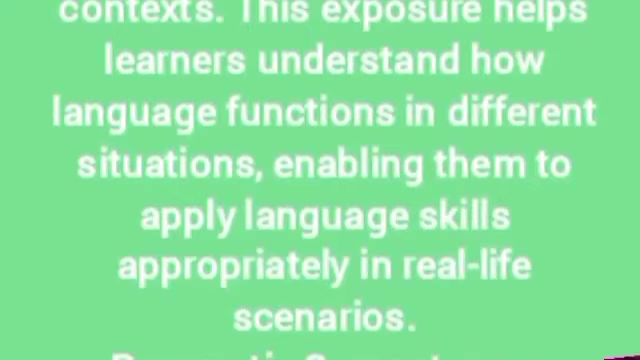 contexts. This exposure helps
learners understand how
language functions in different
situations, enabling them to
apply language skills
appropriately in real-life
scenarios.